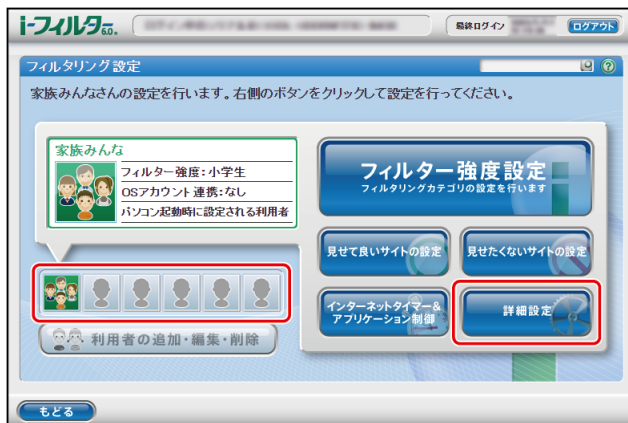 i-フィルター6.0.
最終ログイン
ログアウト
フィルタリング設定
家族みんなさんの設定を行います。右側のボタンをクリックして設定を行ってください。
家族みんな
フィルター強度:小学生
OSアカウント連携:なし
パソコン起動時に設定される利用者
フィルター強度設定
フィルタリングカテゴリの設定を行います
見せて良いサイトの設定
見せたくないサイトの設定
インターネットタイマー&
アプリケーション制御
詳細設定
利用者の追加・編集・削除
もどる